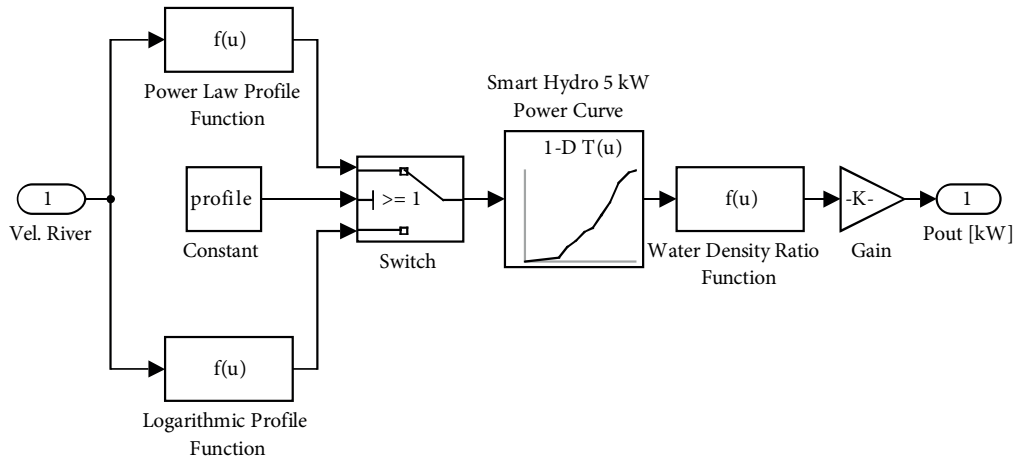 f(u)
Power Law Profile
Function
1
Vel. River
profile
Constant
>= 1
Switch
f(u)
Logarithmic Profile
Function
Smart Hydro 5 kW
Power Curve
1-D T(u)
f(u)
Water Density Ratio
Function
-K-
Gain
1
Pout [kW]